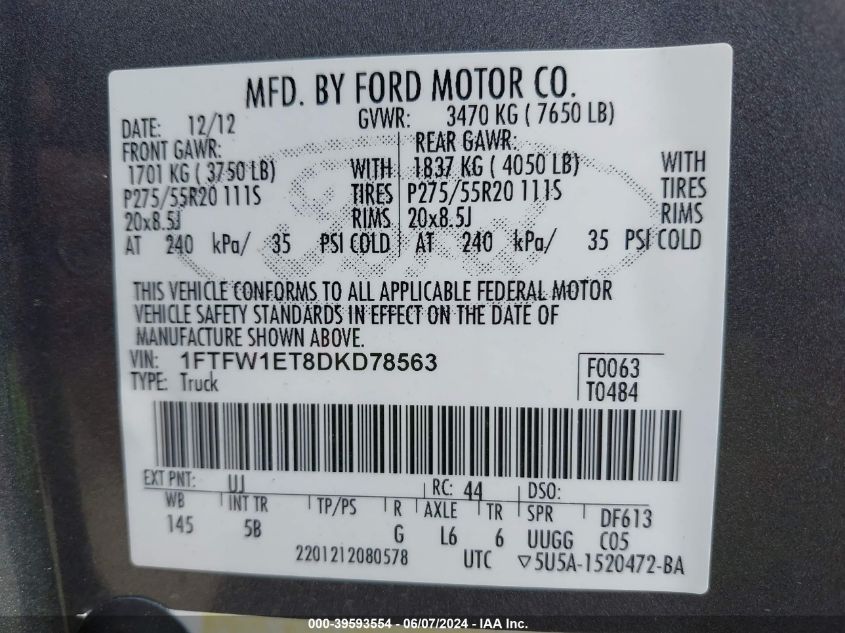 MFD. BY FORD MOTOR CO.
DATE: 12/12 GVWR: 3470 KG ( 7650 LB)
FRONT GAWR: REAR GAWR:
1701 KG ( 3750 LB) WITH 1837 KG ( 4050 LB) WITH
P275/55R20 111S TIRES P275/55R20 111S TIRES
20x8.5J RIMS 20x8.5J RIMS
AT 240 kPa/ 35 PSI COLD AT 240 kPa/ 35 PSI COLD
THIS VEHICLE CONFORMS TO ALL APPLICABLE FEDERAL MOTOR
VEHICLE SAFETY STANDARDS IN EFFECT ON THE DATE OF
MANUFACTURE SHOWN ABOVE.
VIN: 1FTFW1ET8DKD78563 F0063
TYPE: Truck T0484
EXT PNT: UJ RC: 44 DSO:
WB INT TR TP/PS R AXLE TR SPR DF613
145 5B G L6 6 UUGG C05
2201212080578 UTC ▽5U5A-1520472-BA
000-39593554 - 06/07/2024 - IAA Inc.